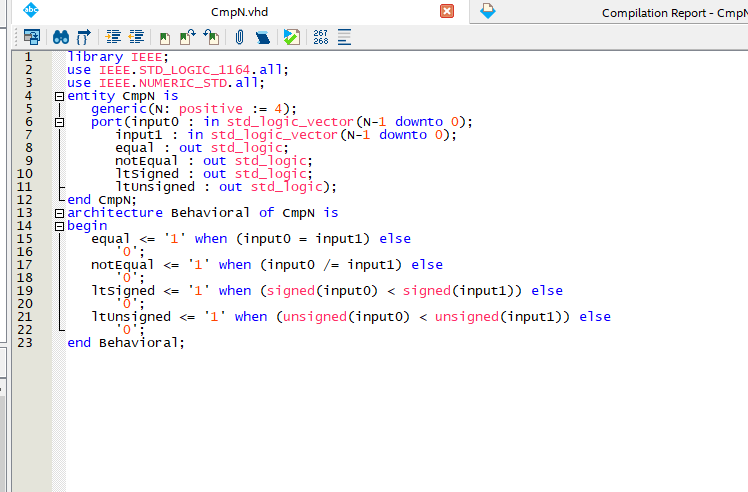 abc
CmpN.vhd
Compilation Report - CmpN
267
268
1 library IEEE;
2 use IEEE.STD_LOGIC_1164.all;
3 use IEEE.NUMERIC_STD.all;
4 entity CmpN is
5 generic(N: positive := 4);
6 port(input0 : in std_logic_vector(N-1 downto 0);
7 input1 : in std_logic_vector(N-1 downto 0);
8 equal : out std_logic;
9 notEqual : out std_logic;
10 ltSigned : out std_logic;
11 ltUnsigned : out std_logic);
12 end CmpN;
13 architecture Behavioral of CmpN is
14 begin
15 equal <= '1' when (input0 = input1) else
16 '0';
17 notEqual <= '1' when (input0 /= input1) else
18 '0';
19 ltSigned <= '1' when (signed(input0) < signed(input1)) else
20 '0';
21 ltUnsigned <= '1' when (unsigned(input0) < unsigned(input1)) else
22 '0';
23 end Behavioral;